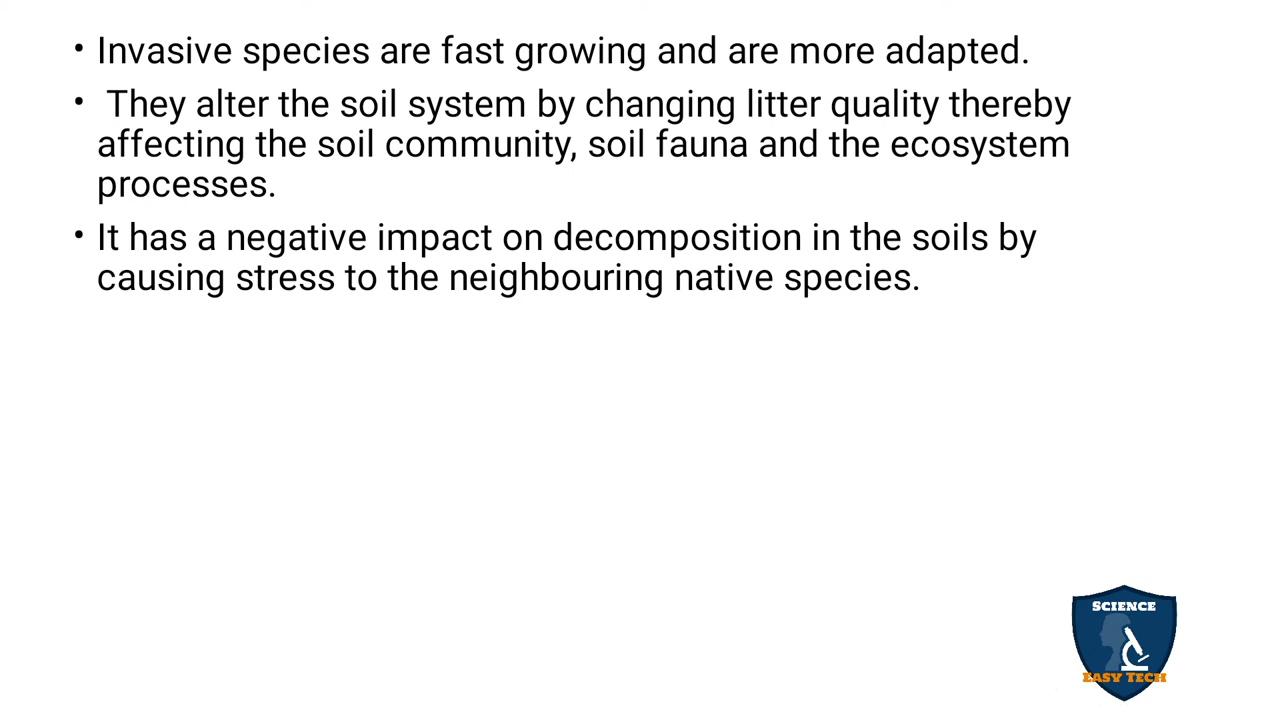 • Invasive species are fast growing and are more adapted.
• They alter the soil system by changing litter quality thereby
affecting the soil community, soil fauna and the ecosystem
processes.
• It has a negative impact on decomposition in the soils by
causing stress to the neighbouring native species.
SCIENCE
EASY TECH